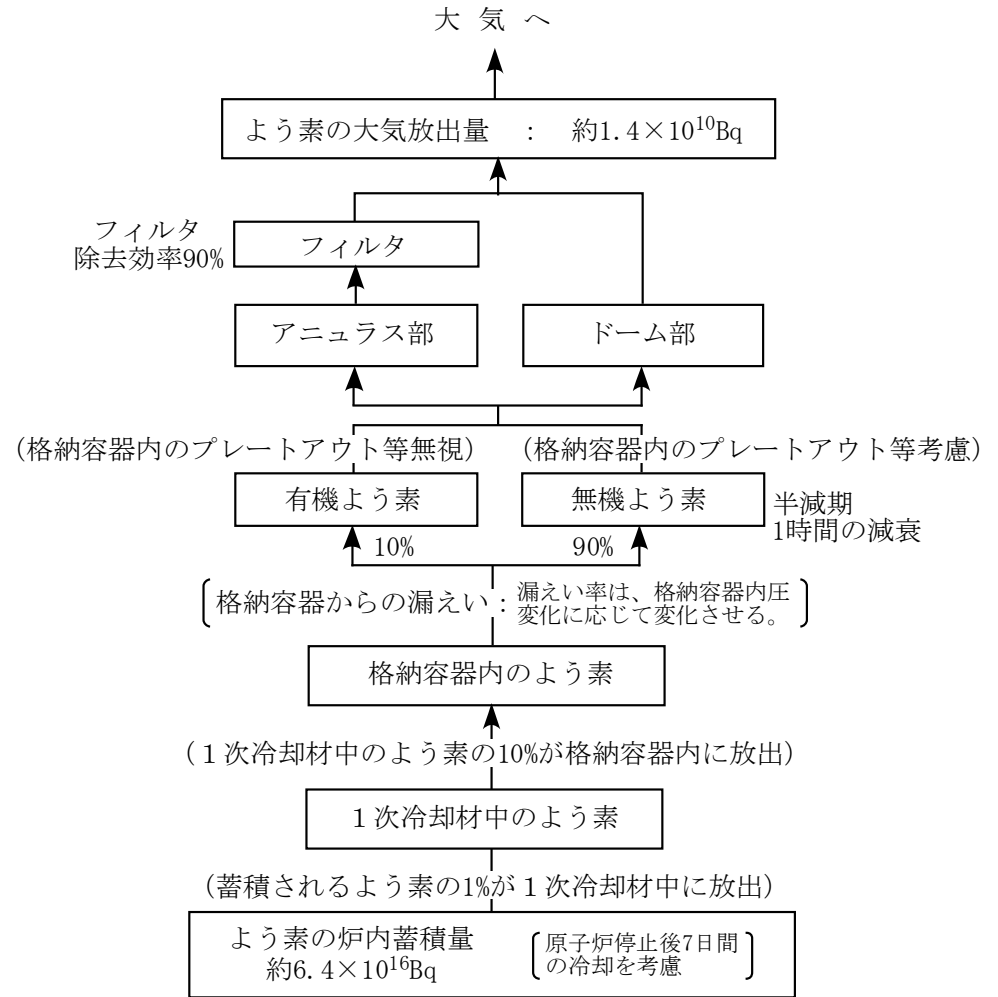 大 気 へ
よう素の大気放出量 : 約1.4×10¹⁰Bq
フィルタ
除去効率90%
フィルタ
アニュラス部
ドーム部
(格納容器内のプレートアウト等無視)
(格納容器内のプレートアウト等考慮)
有機よう素
無機よう素
半減期
1時間の減衰
10%
90%
格納容器からの漏えい:
漏えい率は、格納容器内圧
変化に応じて変化させる。
格納容器内のよう素
(1次冷却材中のよう素の10%が格納容器内に放出)
1次冷却材中のよう素
(蓄積されるよう素の1%が1次冷却材中に放出)
よう素の炉内蓄積量
約6.4×10¹⁶Bq
原子炉停止後7日間
の冷却を考慮